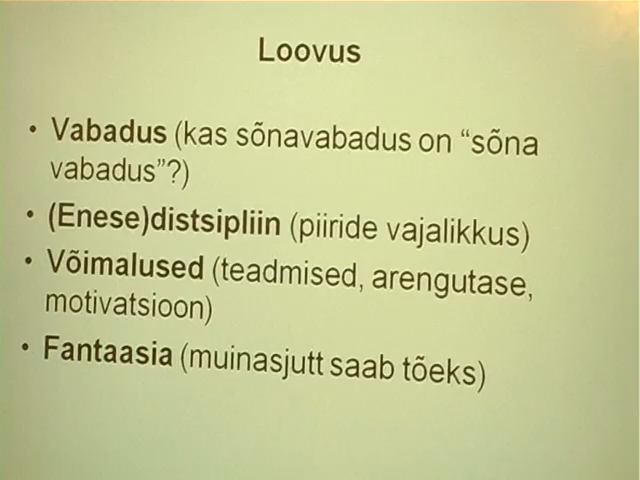 Loovus
• Vabadus (kas sõnavabadus on “sõna
vabadus”?)
• (Enese)distsipliin (piiride vajalikkus)
• Võimalused (teadmised, arengutase,
motivatsioon)
• Fantaasia (muinasjutt saab tõeks)